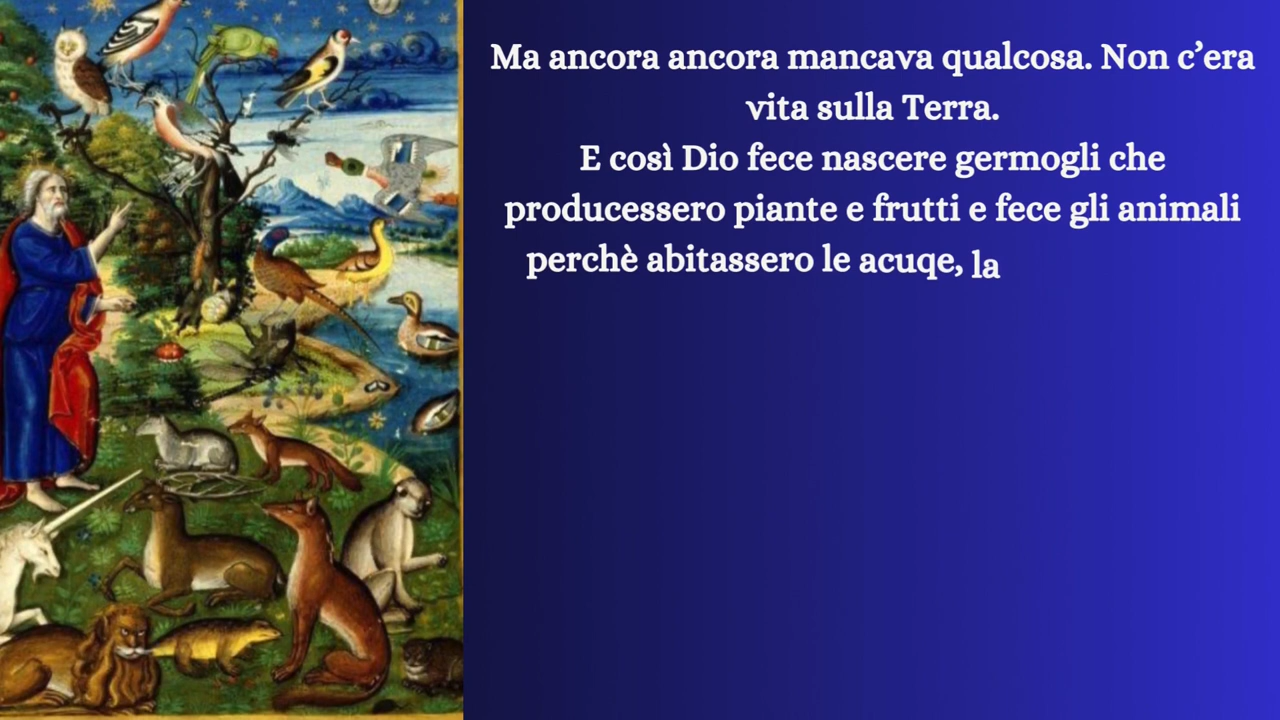 Ma ancora ancora mancava qualcosa. Non c’era
vita sulla Terra.
E così Dio fece nascere germogli che
producessero piante e frutti e fece gli animali
perchè abitassero le acuqe, la